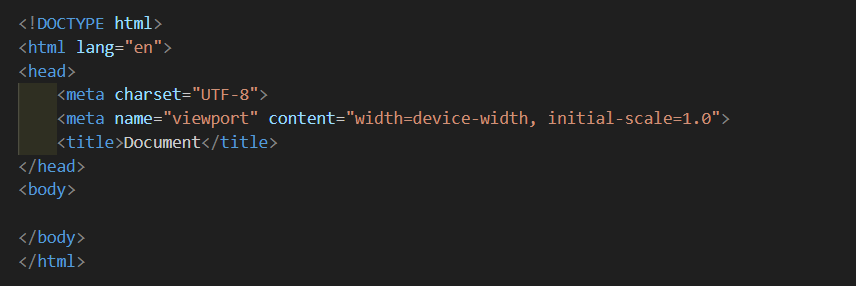 <!DOCTYPE html>
<html lang="en">
<head>
    <meta charset="UTF-8">
    <meta name="viewport" content="width=device-width, initial-scale=1.0">
    <title>Document</title>
</head>
<body>

</body>
</html>